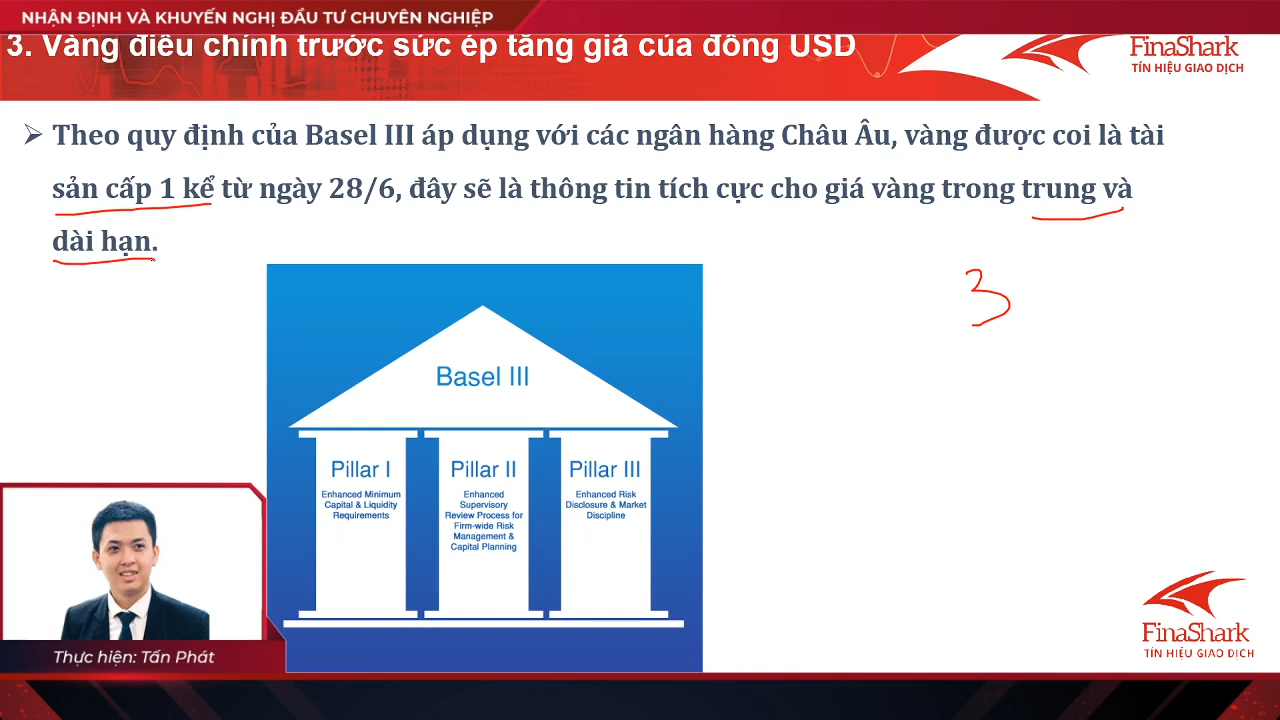 NHẬN ĐỊNH VÀ KHUYẾN NGHỊ ĐẦU TƯ CHUYÊN NGHIỆP
3. Vàng điều chỉnh trước sức ép tăng giá của đồng USD
FinaShark
TÍN HIỆU GIAO DỊCH
Theo quy định của Basel III áp dụng với các ngân hàng Châu Âu, vàng được coi là tài
sản cấp 1 kể từ ngày 28/6, đây sẽ là thông tin tích cực cho giá vàng trong trung và
dài hạn.
3
Basel III
Pillar I
Enhanced Minimum
Capital & Liquidity
Requirements
Pillar II
Enhanced
Supervisory
Review Process for
Firm-wide Risk
Management &
Capital Planning
Pillar III
Enhanced Risk
Disclosure & Market
Discipline
Thực hiện: Tấn Phát
FinaShark
TÍN HIỆU GIAO DỊCH